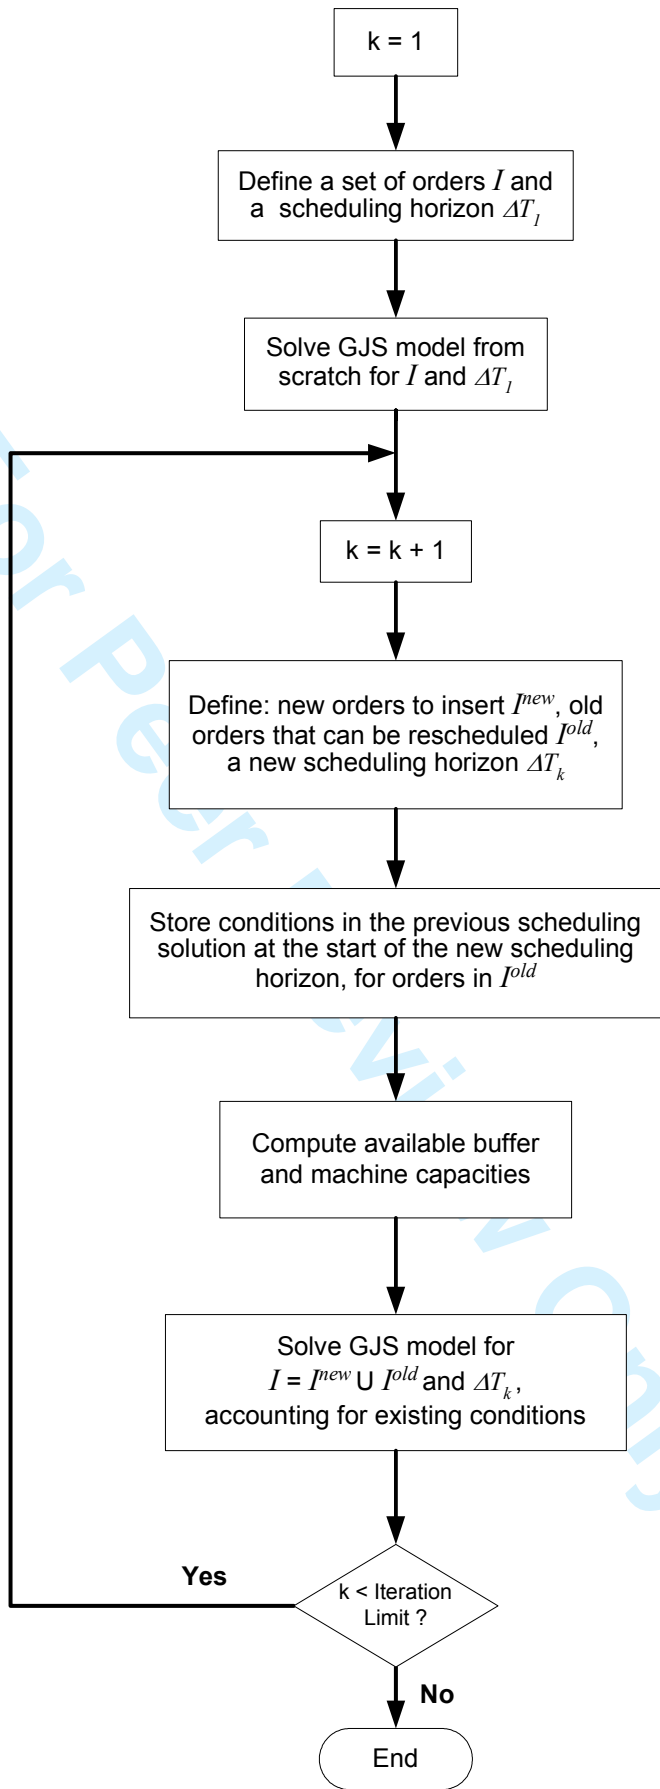 k = 1
Define a set of orders I and
a scheduling horizon ΔT₁
Solve GJS model from
scratch for I and ΔT₁
k = k + 1
Define: new orders to insert Iⁿᵉʷ, old
orders that can be rescheduled Iᵒˡᵈ,
a new scheduling horizon ΔTₖ
Store conditions in the previous scheduling
solution at the start of the new scheduling
horizon, for orders in Iᵒˡᵈ
Compute available buffer
and machine capacities
Solve GJS model for
I = Iⁿᵉʷ U Iᵒˡᵈ and ΔTₖ,
accounting for existing conditions
Yes
k < Iteration
Limit ?
No
End
For Peer Review Only